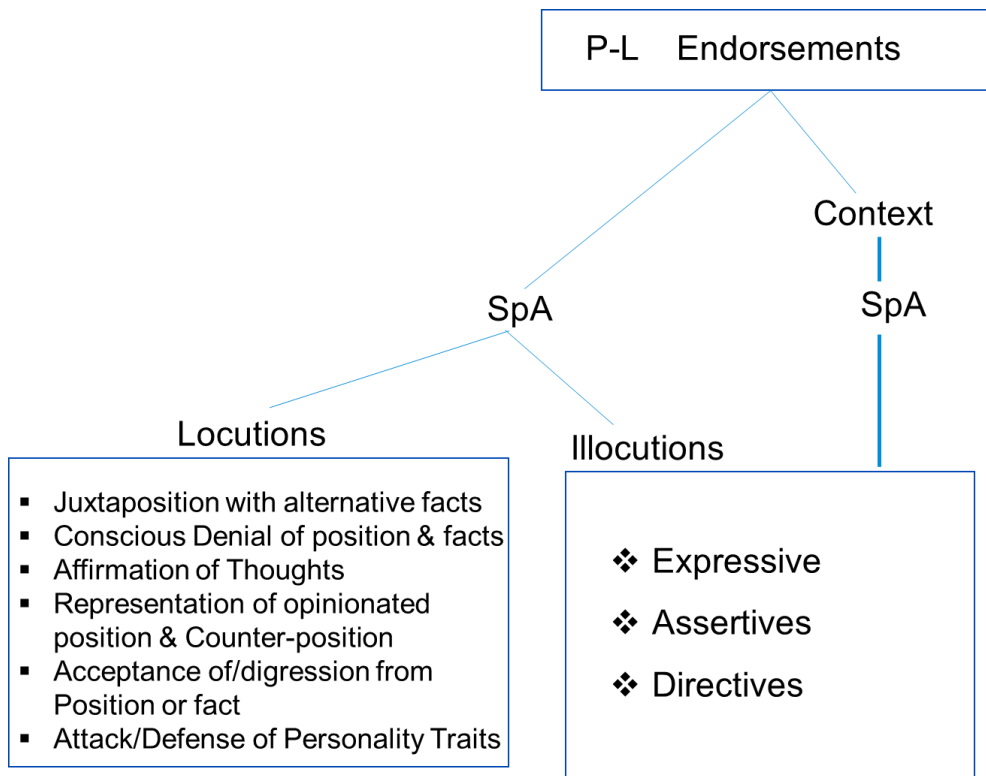 P-L Endorsements
Context
SpA
SpA
Locutions
▪ Juxtaposition with alternative facts
▪ Conscious Denial of position & facts
▪ Affirmation of Thoughts
▪ Representation of opinionated
position & Counter-position
▪ Acceptance of/digression from
Position or fact
▪ Attack/Defense of Personality Traits
Illocutions
❖ Expressive
❖ Assertives
❖ Directives